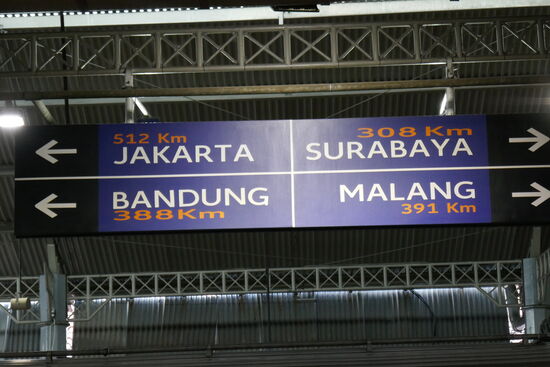 512 Km
JAKARTA
308 Km
SURABAYA
BANDUNG
388Km
MALANG
391 Km